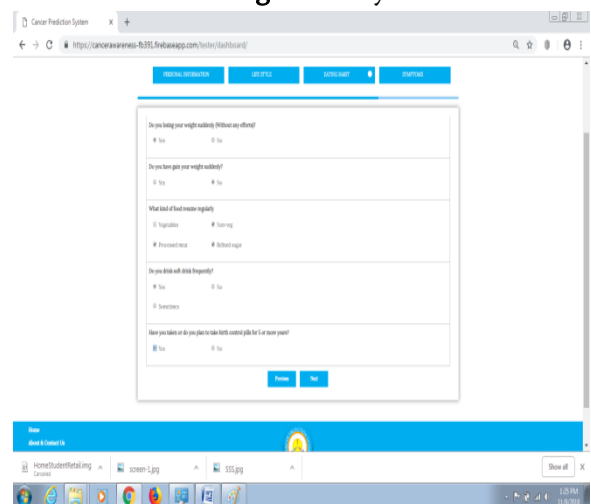 Cancer Prediction System
https://cancerawareness-fb391.firebaseapp.com/tester/dashboard/
PERSONAL INFORMATION LIFE STYLE EATING HABIT SYMPTOMS
Do you losing your weight suddenly (Without any efforts)?
Yes No
Do you have gain your weight suddenly?
Yes No
What kind of food resume regularly
Vegetables Non-veg
Processed meat Refined sugar
Do you drink soft drink frequently?
Yes No
Sometimes
Have you taken or do you plan to take birth control pills for 5 or more years?
Yes No
Previous Next
Home
About & Contact Us
HomeStudentRetail.img screen-1.jpg SSS.jpg Show all
Canceled
1:25 PM